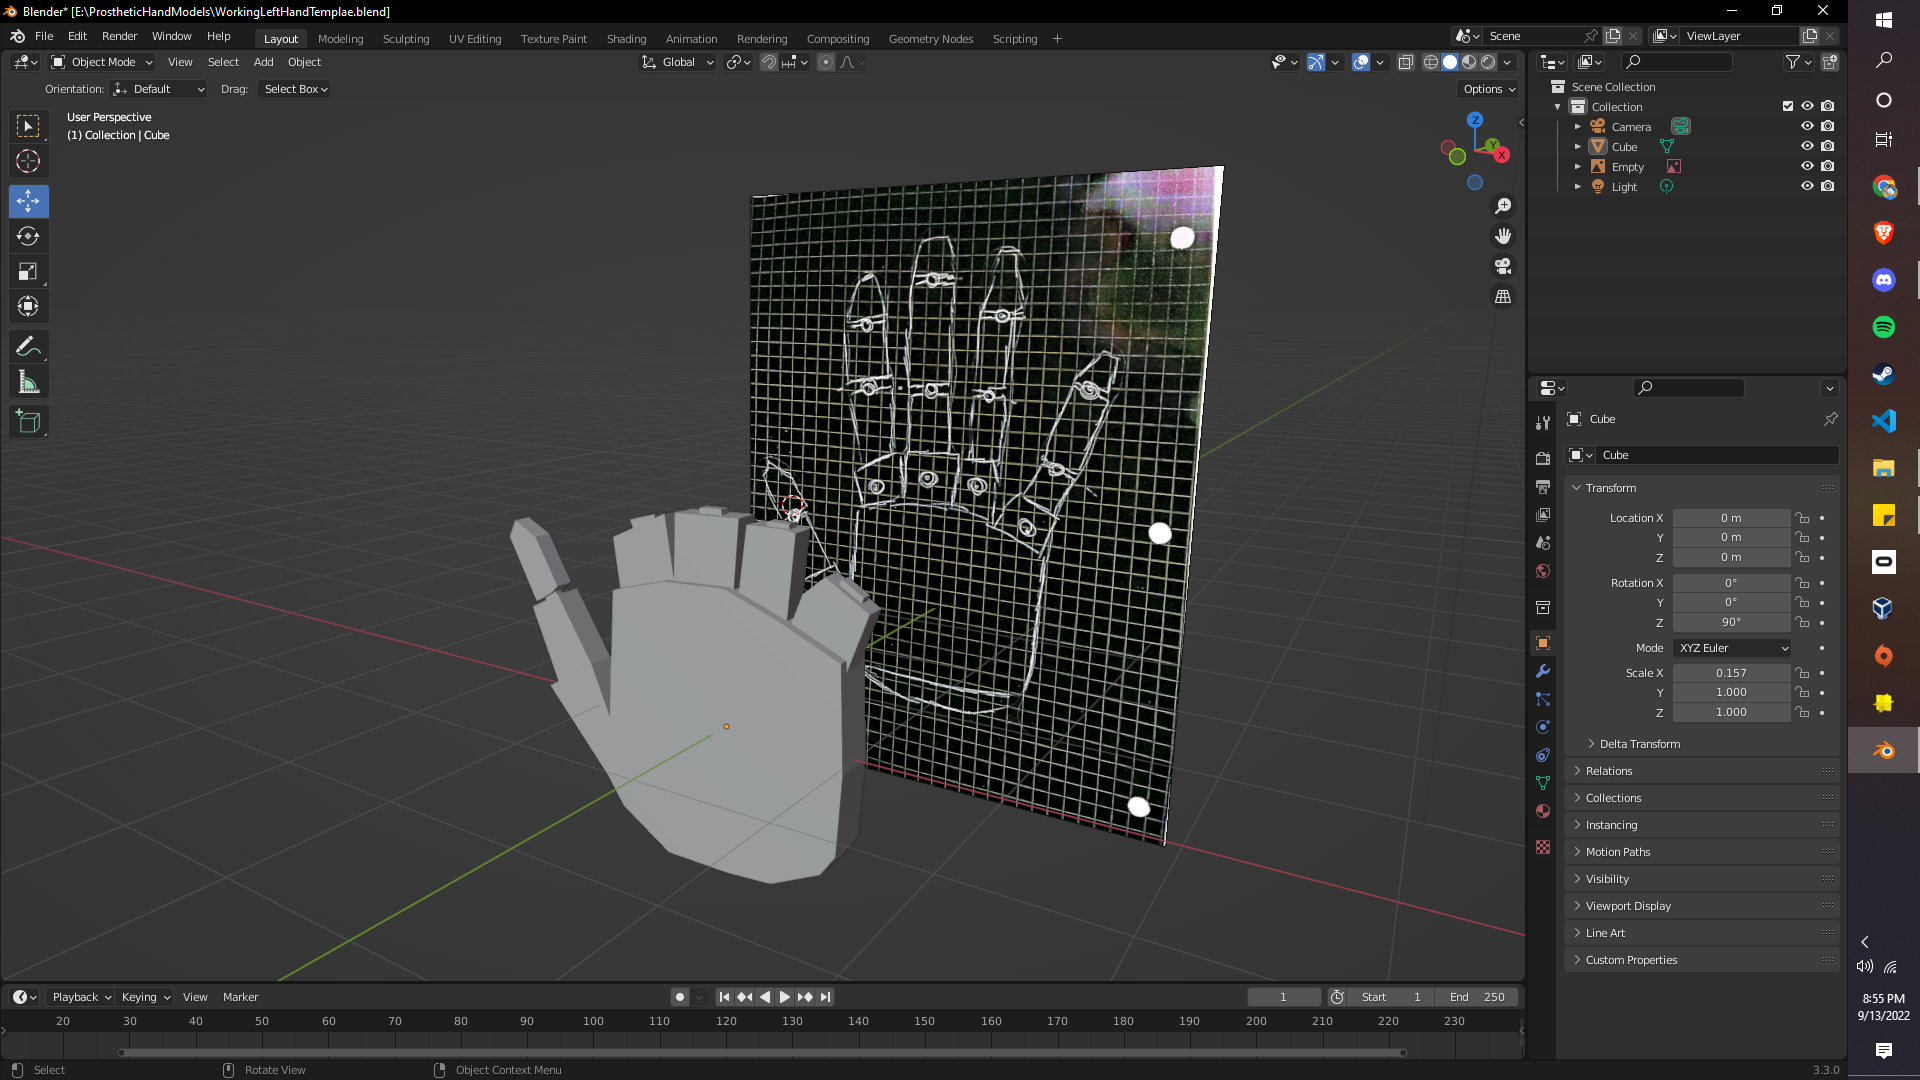 Blender* [E:\ProstheticHandModels\WorkingLeftHandTemplae.blend]
File Edit Render Window Help Layout Modeling Sculpting UV Editing Texture Paint Shading Animation Rendering Compositing Geometry Nodes Scripting + Scene ViewLayer
Object Mode View Select Add Object Global
Orientation: Default Drag: Select Box Options
User Perspective
(1) Collection | Cube
Z
Y
X
Scene Collection
Collection
Camera
Cube
Empty
Light
Cube
Cube
Transform
Location X 0 m
Y 0 m
Z 0 m
Rotation X 0°
Y 0°
Z 90°
Mode XYZ Euler
Scale X 0.157
Y 1.000
Z 1.000
Delta Transform
Relations
Collections
Instancing
Motion Paths
Visibility
Viewport Display
Line Art
Custom Properties
Playback Keying View Marker 1 Start 1 End 250
20 30 40 50 60 70 80 90 100 110 120 130 140 150 160 170 180 190 200 210 220 230
Select Rotate View Object Context Menu 3.3.0
8:55 PM
9/13/2022